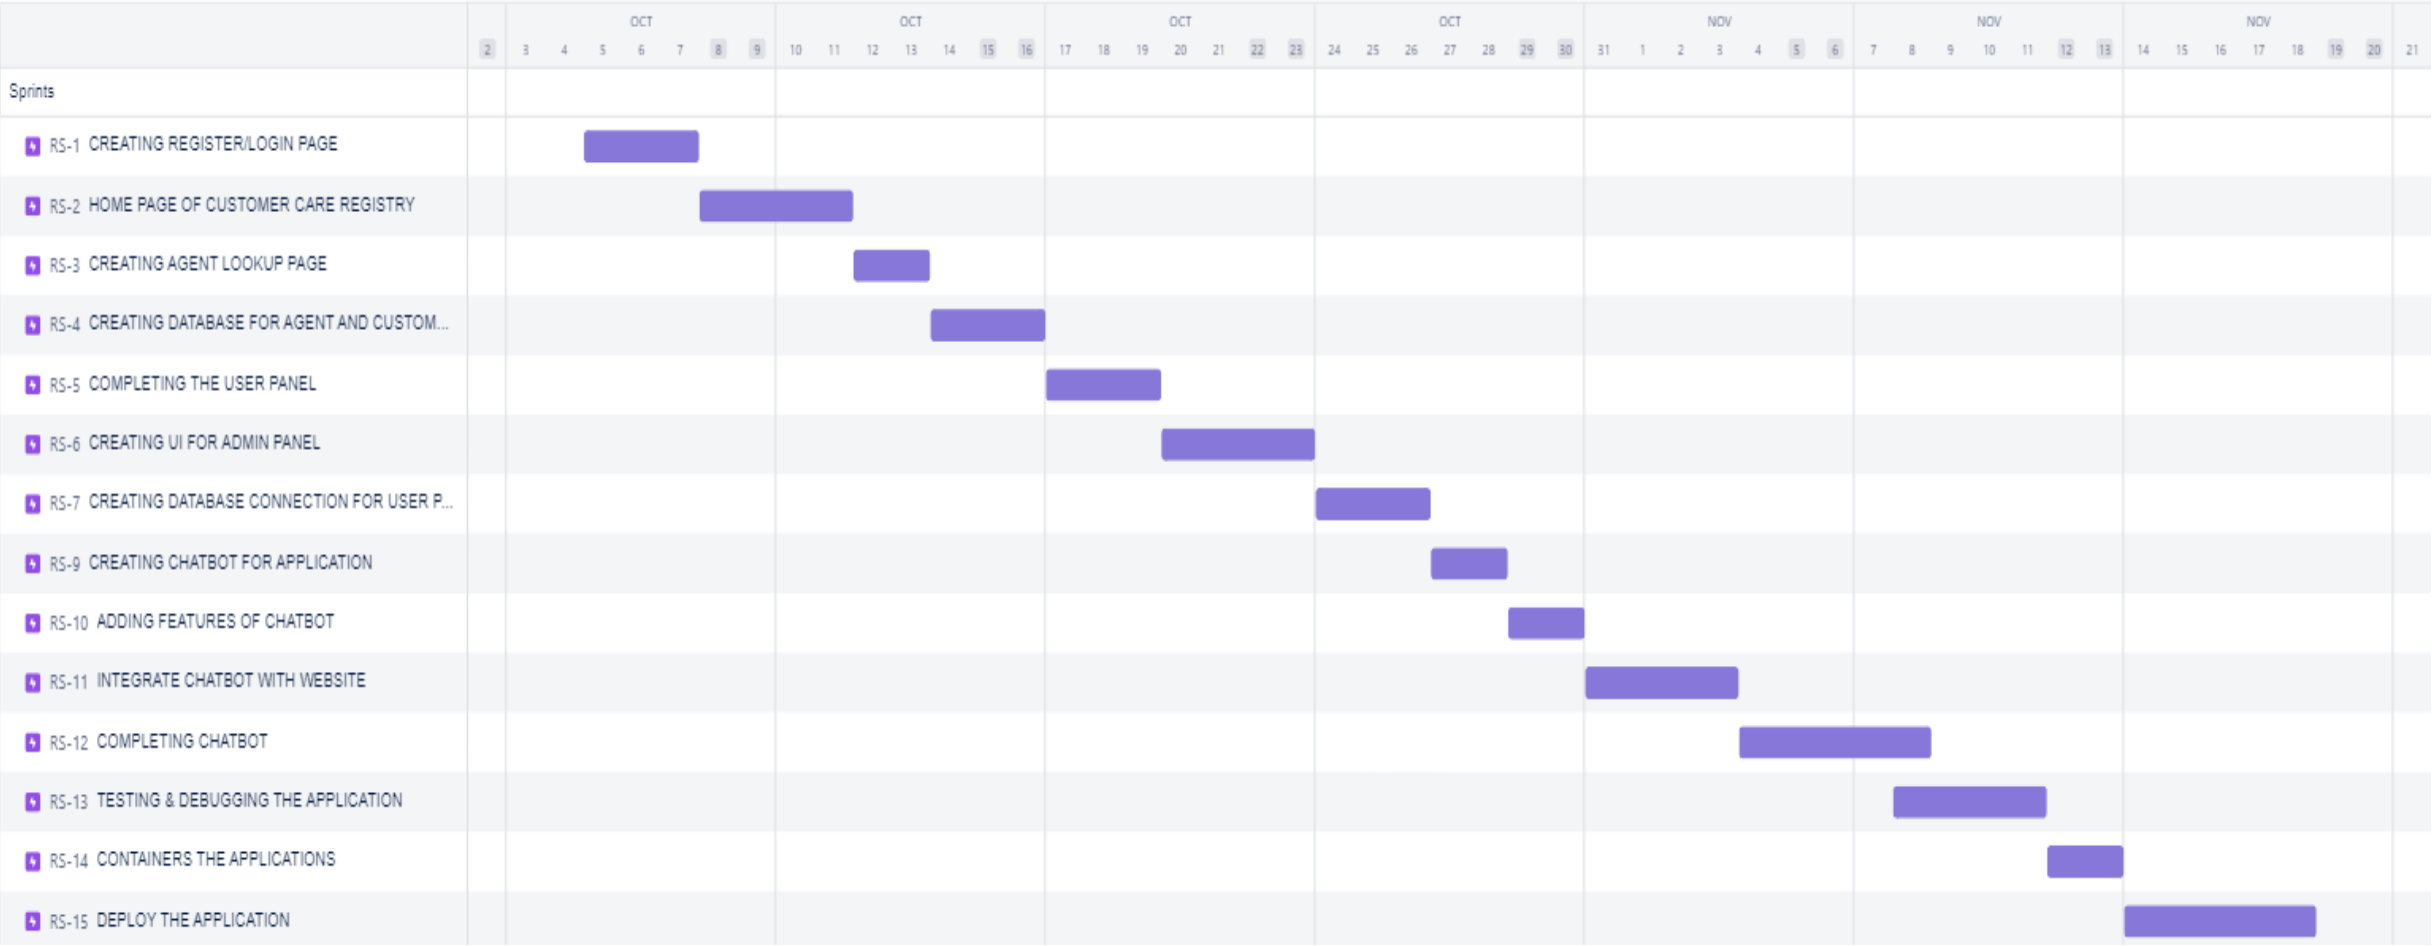 OCT OCT OCT OCT NOV NOV NOV
2 3 4 5 6 7 8 9 10 11 12 13 14 15 16 17 18 19 20 21 22 23 24 25 26 27 28 29 30 31 1 2 3 4 5 6 7 8 9 10 11 12 13 14 15 16 17 18 19 20 21
Sprints
RS-1 CREATING REGISTER/LOGIN PAGE
RS-2 HOME PAGE OF CUSTOMER CARE REGISTRY
RS-3 CREATING AGENT LOOKUP PAGE
RS-4 CREATING DATABASE FOR AGENT AND CUSTOM...
RS-5 COMPLETING THE USER PANEL
RS-6 CREATING UI FOR ADMIN PANEL
RS-7 CREATING DATABASE CONNECTION FOR USER P...
RS-9 CREATING CHATBOT FOR APPLICATION
RS-10 ADDING FEATURES OF CHATBOT
RS-11 INTEGRATE CHATBOT WITH WEBSITE
RS-12 COMPLETING CHATBOT
RS-13 TESTING & DEBUGGING THE APPLICATION
RS-14 CONTAINERS THE APPLICATIONS
RS-15 DEPLOY THE APPLICATION